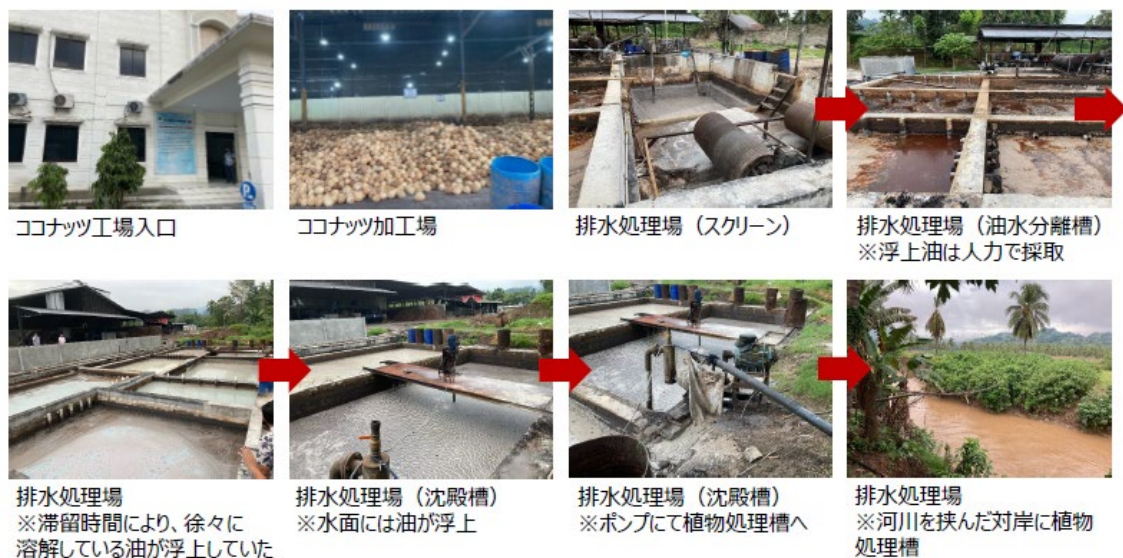 ココナッツ工場入口
ココナッツ加工場
排水処理場（スクリーン）
排水処理場（油水分離槽）
※浮上油は人力で採取
排水処理場
※滞留時間により、徐々に
溶解している油が浮上していた
排水処理場（沈殿槽）
※水面には油が浮上
排水処理場（沈殿槽）
※ポンプにて植物処理槽へ
排水処理場
※河川を挟んだ対岸に植物
処理槽